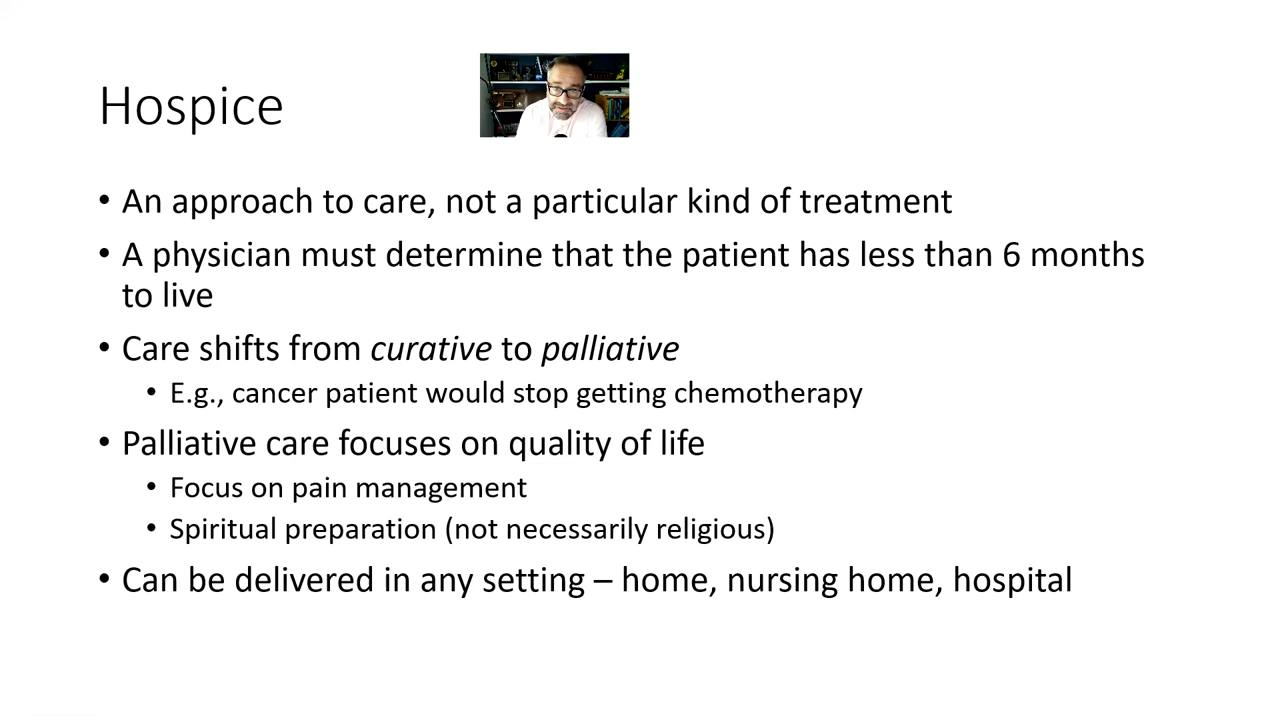 Hospice
• An approach to care, not a particular kind of treatment
• A physician must determine that the patient has less than 6 months
to live
• Care shifts from curative to palliative
• E.g., cancer patient would stop getting chemotherapy
• Palliative care focuses on quality of life
• Focus on pain management
• Spiritual preparation (not necessarily religious)
• Can be delivered in any setting – home, nursing home, hospital